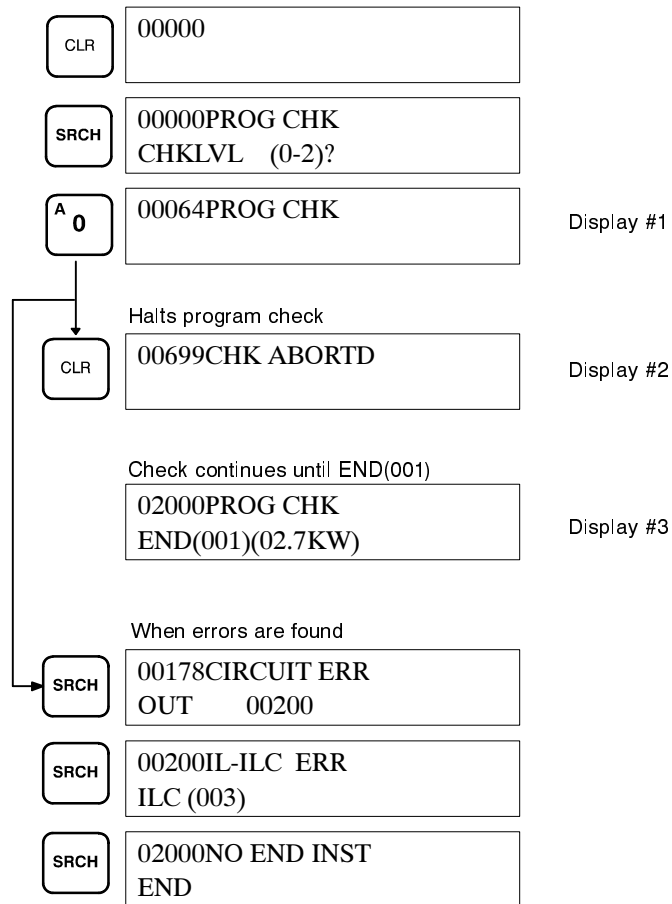 CLR
00000
SRCH
00000PROG CHK
CHKLVL (0-2)?
A
0
00064PROG CHK
Display #1
Halts program check
CLR
00699CHK ABORTD
Display #2
Check continues until END(001)
02000PROG CHK
END(001)(02.7KW)
Display #3
When errors are found
SRCH
00178CIRCUIT ERR
OUT 00200
SRCH
00200IL-ILC ERR
ILC (003)
SRCH
02000NO END INST
END